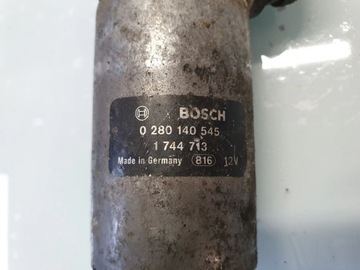 BOSCH
0 280 140 545
1 744 713
Made in Germany 816 12V